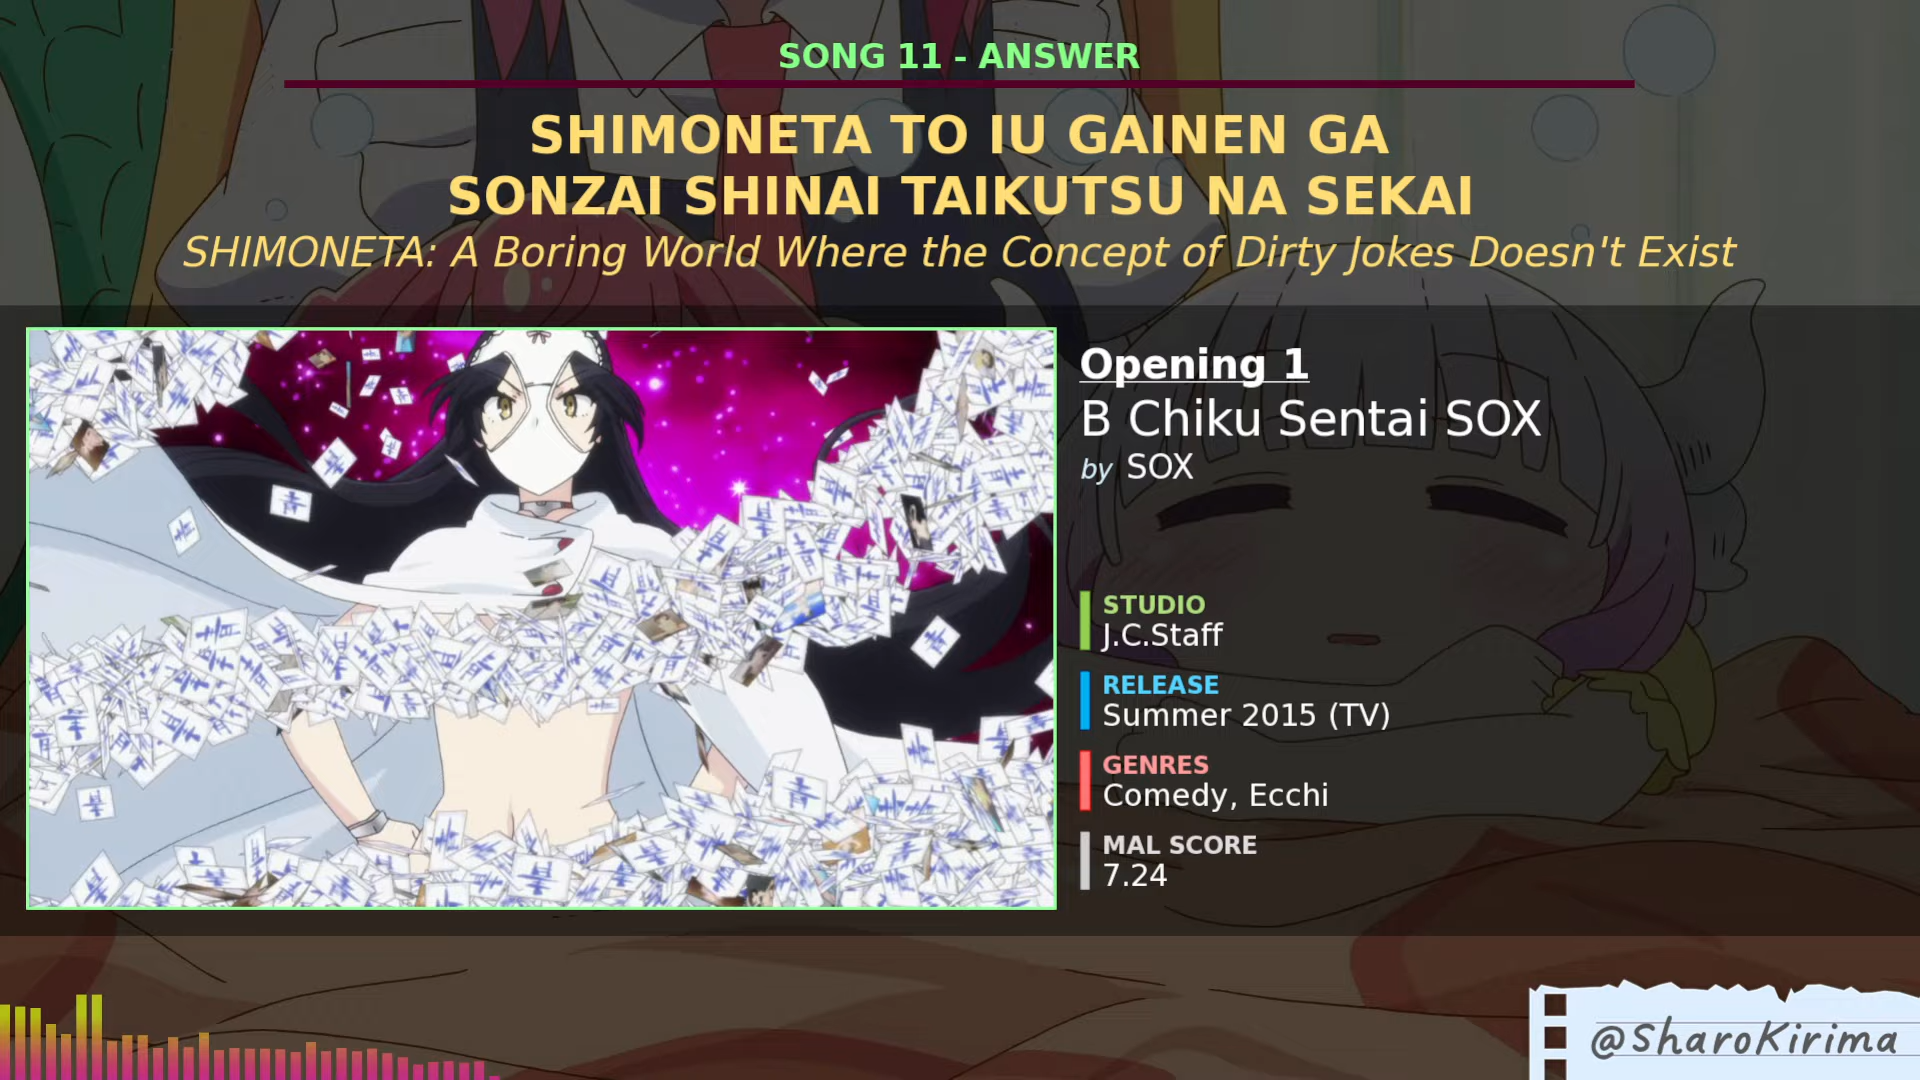 SONG 11 - ANSWER
SHIMONETA TO IU GAINEN GA
SONZAI SHINAI TAIKUTSU NA SEKAI
SHIMONETA: A Boring World Where the Concept of Dirty Jokes Doesn't Exist
Opening 1
B Chiku Sentai SOX
by SOX
STUDIO
J.C.Staff
RELEASE
Summer 2015 (TV)
GENRES
Comedy, Ecchi
MAL SCORE
7.24
@SharoKirima